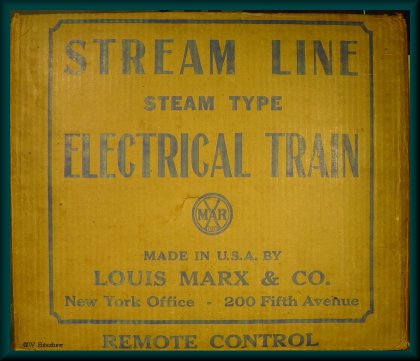 STREAM LINE
STEAM TYPE
ELECTRICAL TRAIN
MAR
MADE IN U.S.A. BY
LOUIS MARX & CO.
New York Office - 200 Fifth Avenue
REMOTE CONTROL